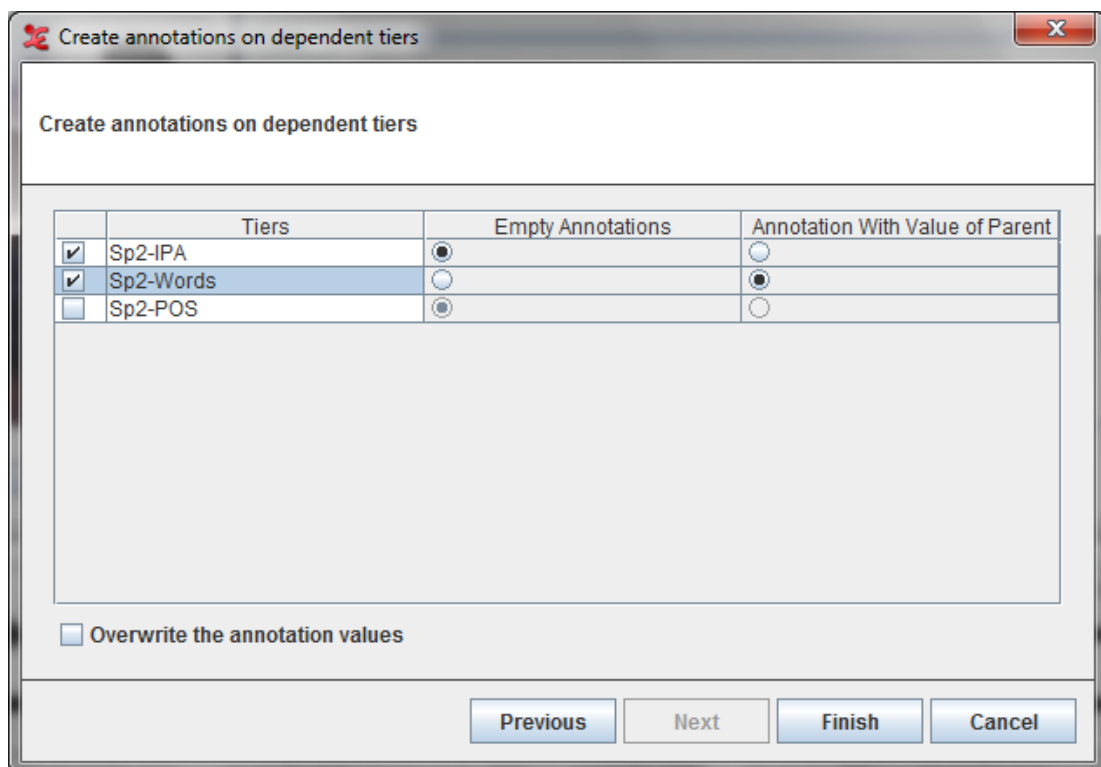 Create annotations on dependent tiers
Create annotations on dependent tiers
Tiers Empty Annotations Annotation With Value of Parent
Sp2-IPA
Sp2-Words
Sp2-POS
Overwrite the annotation values
Previous Next Finish Cancel